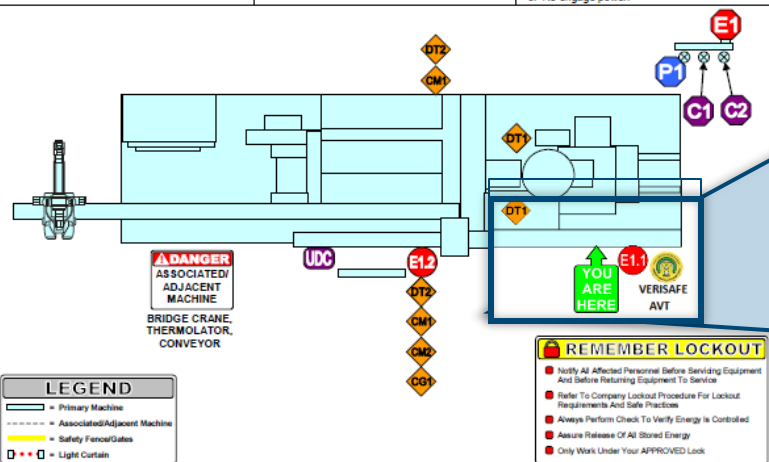 or PTO engage power
E1
P1
C1
C2
DT2
CM1
DT1
DT1
DANGER
ASSOCIATED/
ADJACENT
MACHINE
BRIDGE CRANE,
THERMOLATOR,
CONVEYOR
UDC
E1.2
DT2
CM1
CM2
CG1
YOU
ARE
HERE
E1.1
VERISAFE
AVT
LEGEND
= Primary Machine
= Associated/Adjacent Machine
= Safety Fence/Gates
= Light Curtain
REMEMBER LOCKOUT
Notify All Affected Personnel Before Servicing Equipment
And Before Returning Equipment To Service
Refer To Company Lockout Procedure For Lockout
Requirements And Safe Practices
Always Perform Check To Verify Energy Is Controlled
Assure Release Of All Stored Energy
Only Work Under Your APPROVED Lock